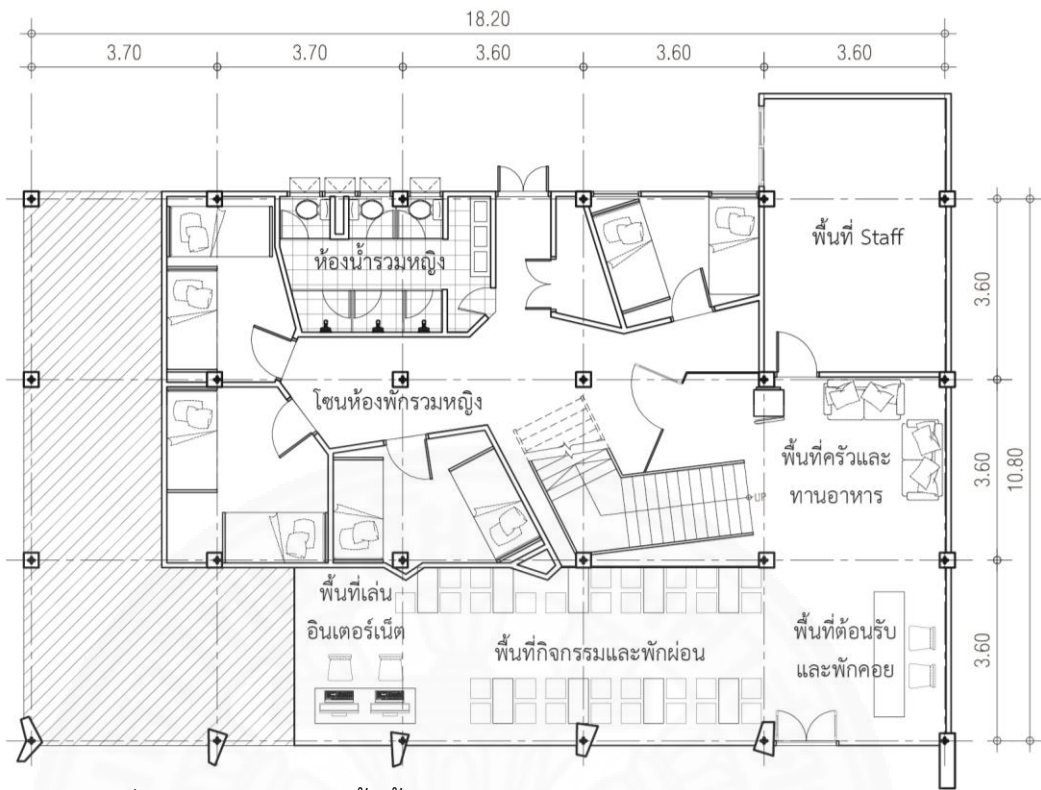 18.20
3.70 3.70 3.60 3.60 3.60
พื้นที่ Staff
ห้องน้ำรวมหญิง
3.60
โซนห้องพักรวมหญิง
พื้นที่ครัวและ
ทานอาหาร
3.60
10.80
UP
พื้นที่เล่น
อินเตอร์เน็ต
พื้นที่กิจกรรมและพักผ่อน
พื้นที่ต้อนรับ
และพักคอย
3.60